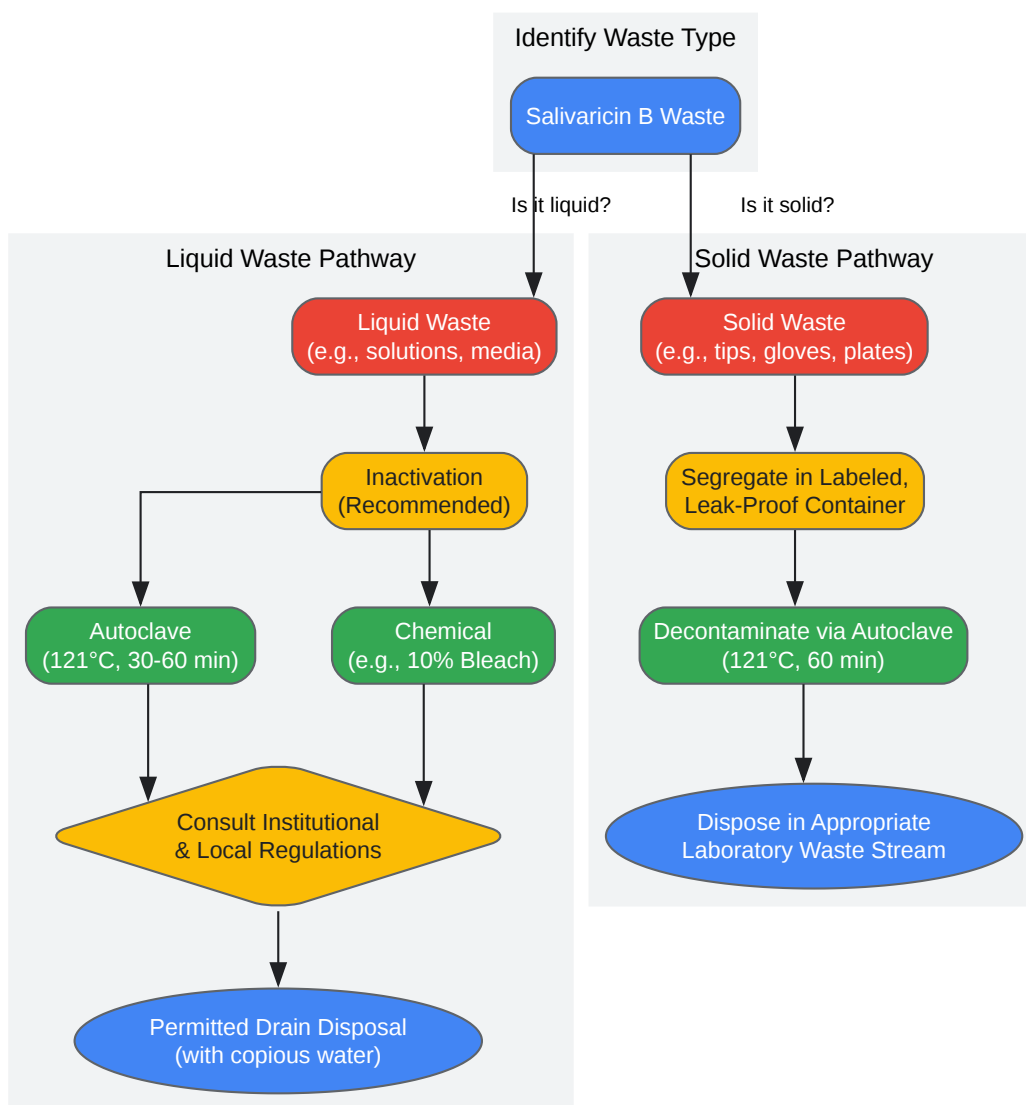 Identify Waste Type
Salivaricin B Waste
Is it liquid?
Is it solid?
Liquid Waste Pathway
Liquid Waste
(e.g., solutions, media)
Inactivation
(Recommended)
Autoclave
(121°C, 30-60 min)
Chemical
(e.g., 10% Bleach)
Consult Institutional
& Local Regulations
Permitted Drain Disposal
(with copious water)
Solid Waste Pathway
Solid Waste
(e.g., tips, gloves, plates)
Segregate in Labeled,
Leak-Proof Container
Decontaminate via Autoclave
(121°C, 60 min)
Dispose in Appropriate
Laboratory Waste Stream